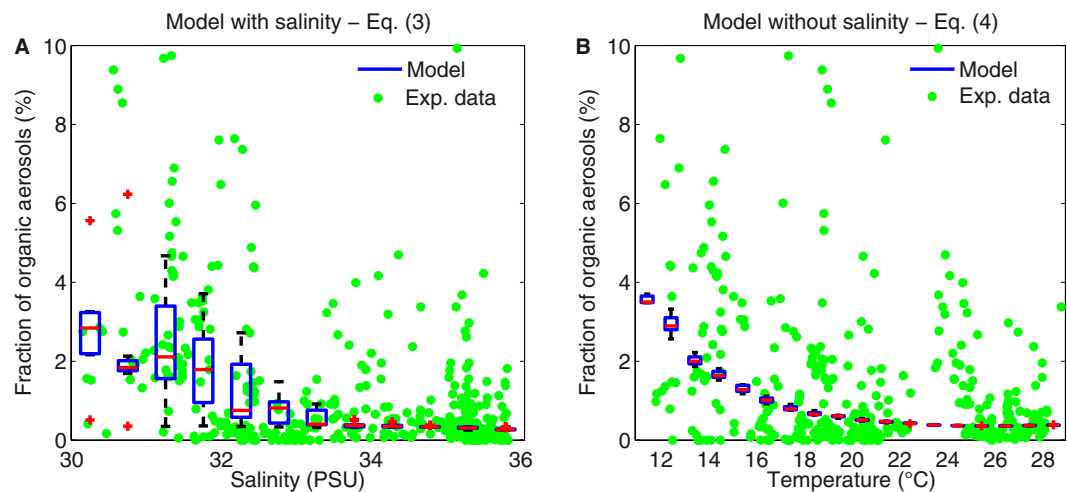 Model with salinity – Eq. (3)
A
10
8
6
4
2
0
Fraction of organic aerosols (%)
Model
Exp. data
30 32 34 36
Salinity (PSU)
Model without salinity – Eq. (4)
B
10
8
6
4
2
0
Fraction of organic aerosols (%)
Model
Exp. data
12 14 16 18 20 22 24 26 28
Temperature (°C)